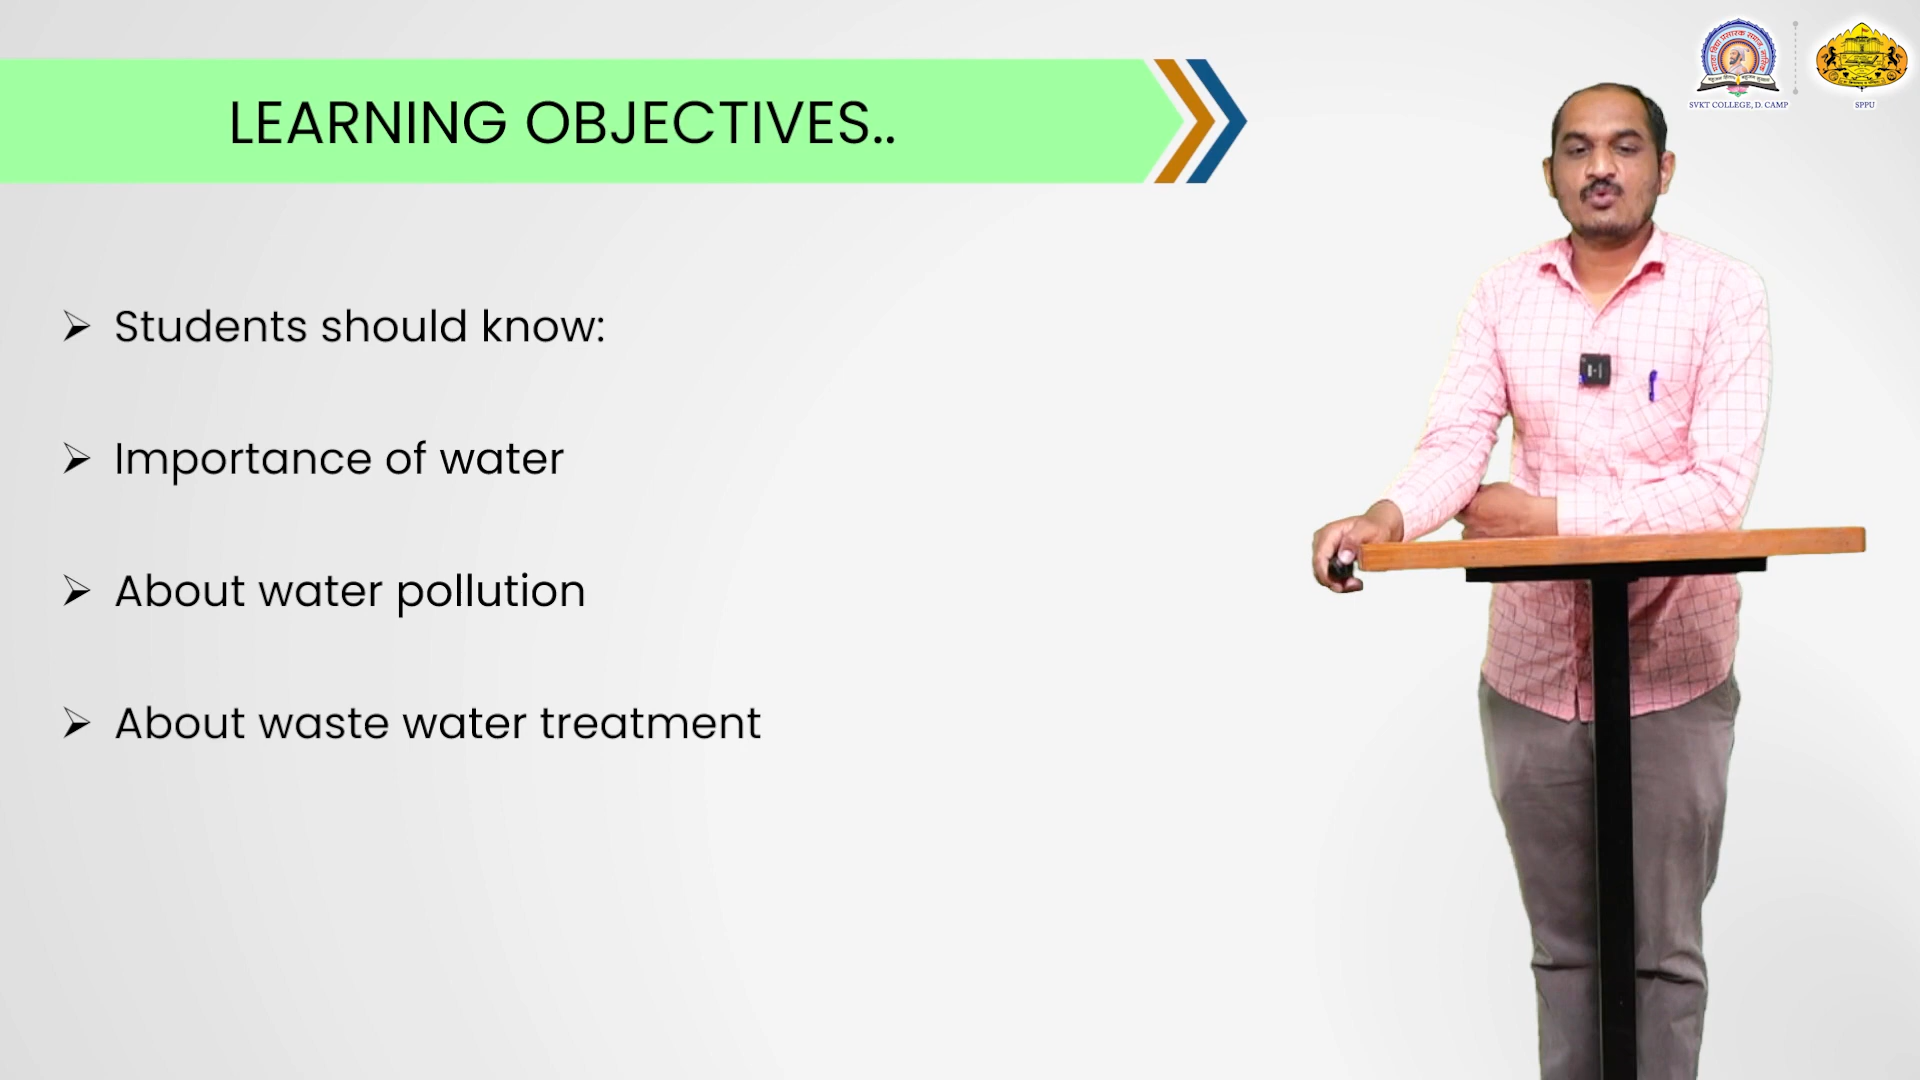 LEARNING OBJECTIVES..
Students should know:
Importance of water
About water pollution
About waste water treatment
SVKT COLLEGE, D. CAMP
SPPU